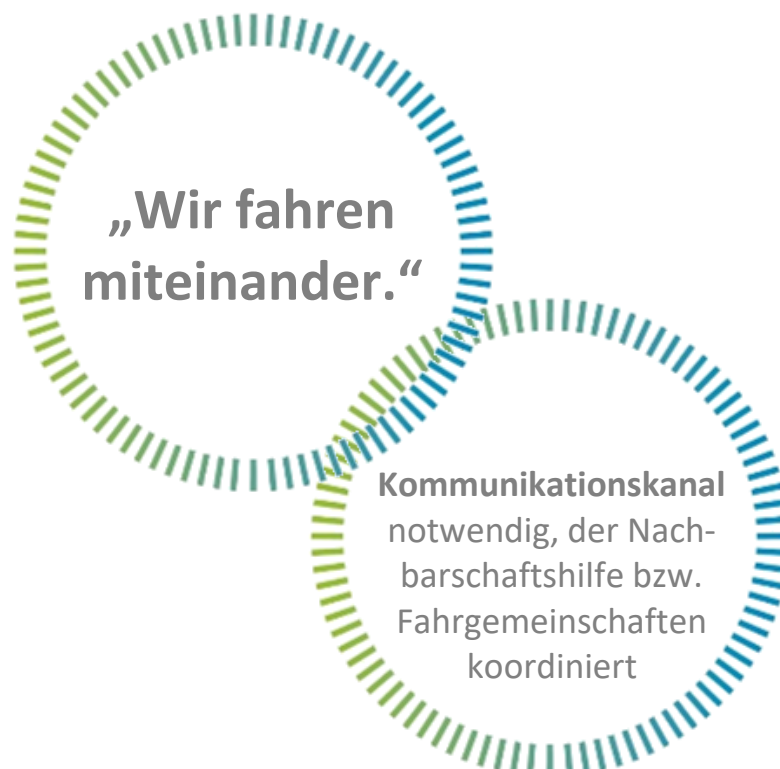 „Wir fahren
miteinander.“
Kommunikationskanal
notwendig, der Nach-
barschaftshilfe bzw.
Fahrgemeinschaften
koordiniert